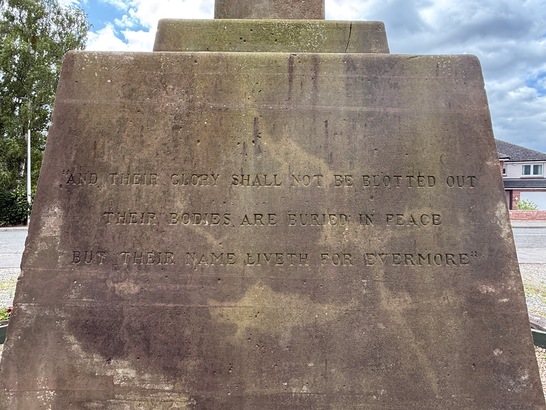 "AND THEIR GLORY SHALL NOT BE BLOTTED OUT
THEIR BODIES ARE BURIED IN PEACE
BUT THEIR NAME LIVETH FOR EVERMORE"